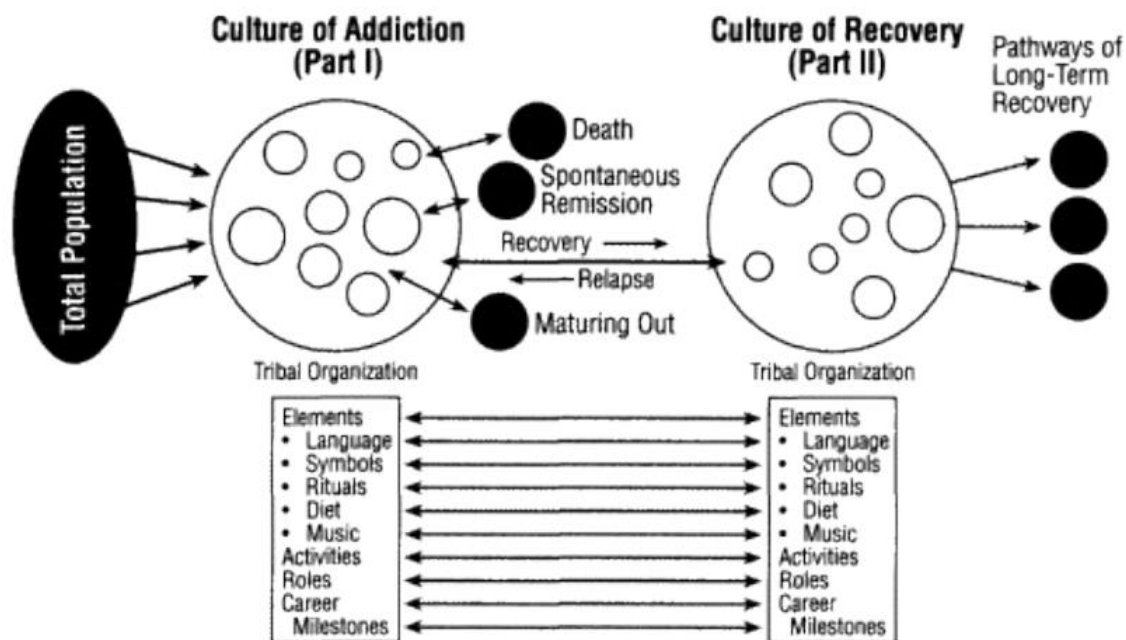 Culture of Addiction
(Part I)
Culture of Recovery
(Part II)
Pathways of
Long-Term
Recovery
Total Population
Death
Spontaneous
Remission
Recovery
Relapse
Maturing Out
Tribal Organization
Tribal Organization
Elements
• Language
• Symbols
• Rituals
• Diet
• Music
Activities
Roles
Career
Milestones
Elements
• Language
• Symbols
• Rituals
• Diet
• Music
Activities
Roles
Career
Milestones